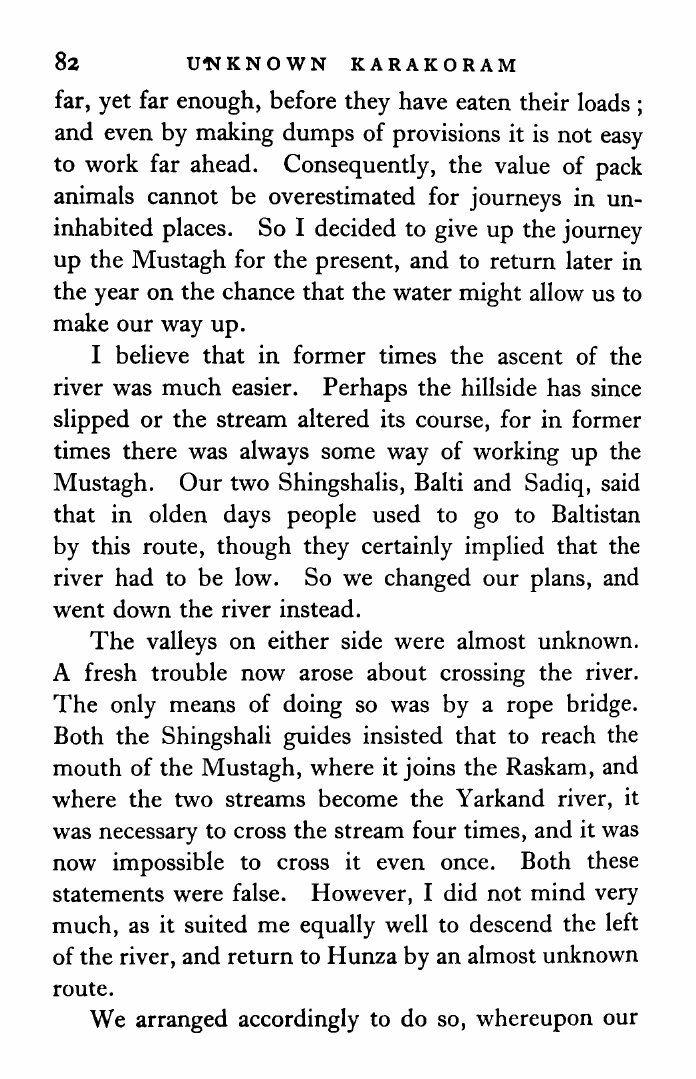 82 UNKNOWN KARAKORAM
far, yet far enough, before they have eaten their loads ;
and even by making dumps of provisions it is not easy
to work far ahead. Consequently, the value of pack
animals cannot be overestimated for journeys in un-
inhabited places. So I decided to give up the journey
up the Mustagh for the present, and to return later in
the year on the chance that the water might allow us to
make our way up.
I believe that in former times the ascent of the
river was much easier. Perhaps the hillside has since
slipped or the stream altered its course, for in former
times there was always some way of working up the
Mustagh. Our two Shingshalis, Balti and Sadiq, said
that in olden days people used to go to Baltistan
by this route, though they certainly implied that the
river had to be low. So we changed our plans, and
went down the river instead.
The valleys on either side were almost unknown.
A fresh trouble now arose about crossing the river.
The only means of doing so was by a rope bridge.
Both the Shingshali guides insisted that to reach the
mouth of the Mustagh, where it joins the Raskam, and
where the two streams become the Yarkand river, it
was necessary to cross the stream four times, and it was
now impossible to cross it even once. Both these
statements were false. However, I did not mind very
much, as it suited me equally well to descend the left
of the river, and return to Hunza by an almost unknown
route.
We arranged accordingly to do so, whereupon our